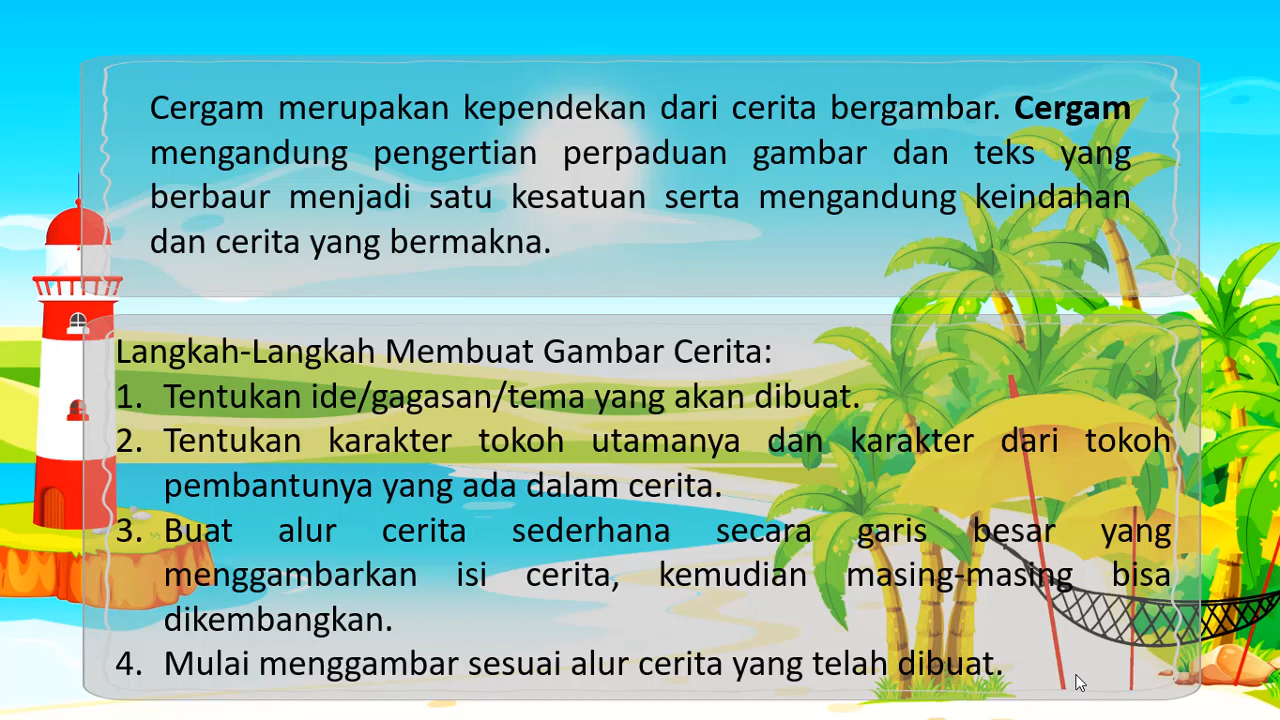 Cergam merupakan kependekan dari cerita bergambar. Cergam
mengandung pengertian perpaduan gambar dan teks yang
berbaur menjadi satu kesatuan serta mengandung keindahan
dan cerita yang bermakna.
Langkah-Langkah Membuat Gambar Cerita:
1. Tentukan ide/gagasan/tema yang akan dibuat.
2. Tentukan karakter tokoh utamanya dan karakter dari tokoh
pembantunya yang ada dalam cerita.
3. Buat alur cerita sederhana secara garis besar yang
menggambarkan isi cerita, kemudian masing-masing bisa
dikembangkan.
4. Mulai menggambar sesuai alur cerita yang telah dibuat.